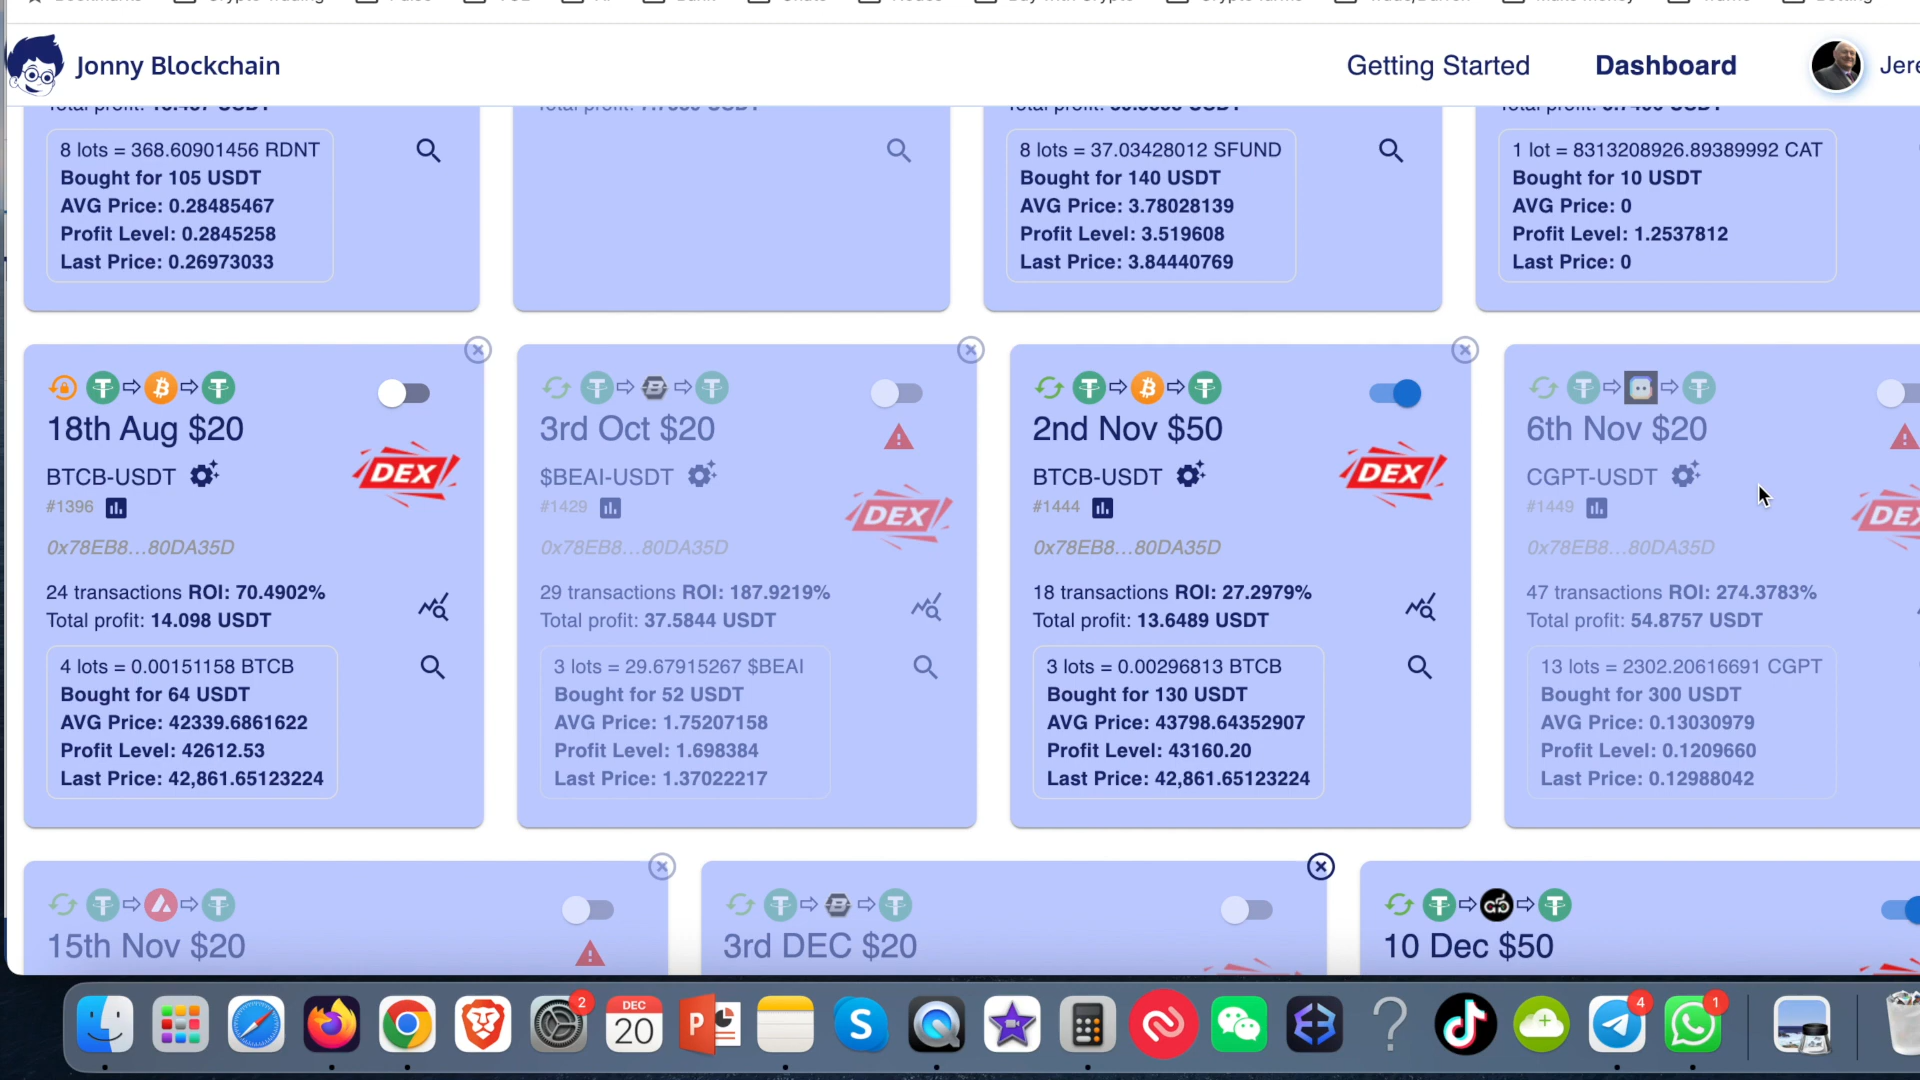 Jonny Blockchain
Getting Started
Dashboard
Jere
8 lots = 368.60901456 RDNT
Bought for 105 USDT
AVG Price: 0.28485467
Profit Level: 0.2845258
Last Price: 0.26973033
8 lots = 37.03428012 SFUND
Bought for 140 USDT
AVG Price: 3.78028139
Profit Level: 3.519608
Last Price: 3.84440769
1 lot = 8313208926.89389992 CAT
Bought for 10 USDT
AVG Price: 0
Profit Level: 1.2537812
Last Price: 0
18th Aug $20
BTCB-USDT
DEX
#1396
0x78EB8...80DA35D
24 transactions ROI: 70.4902%
Total profit: 14.098 USDT
4 lots = 0.00151158 BTCB
Bought for 64 USDT
AVG Price: 42339.6861622
Profit Level: 42612.53
Last Price: 42,861.65123224
3rd Oct $20
$BEAI-USDT
DEX
#1429
0x78EB8...80DA35D
29 transactions ROI: 187.9219%
Total profit: 37.5844 USDT
3 lots = 29.67915267 $BEAI
Bought for 52 USDT
AVG Price: 1.75207158
Profit Level: 1.698384
Last Price: 1.37022217
2nd Nov $50
BTCB-USDT
DEX
#1444
0x78EB8...80DA35D
18 transactions ROI: 27.2979%
Total profit: 13.6489 USDT
3 lots = 0.00296813 BTCB
Bought for 130 USDT
AVG Price: 43798.64352907
Profit Level: 43160.20
Last Price: 42,861.65123224
6th Nov $20
CGPT-USDT
DEX
#1449
0x78EB8...80DA35D
47 transactions ROI: 274.3783%
Total profit: 54.8757 USDT
13 lots = 2302.20616691 CGPT
Bought for 300 USDT
AVG Price: 0.13030979
Profit Level: 0.1209660
Last Price: 0.12988042
15th Nov $20
3rd DEC $20
10 Dec $50
2
DEC
20
P
S
4
1